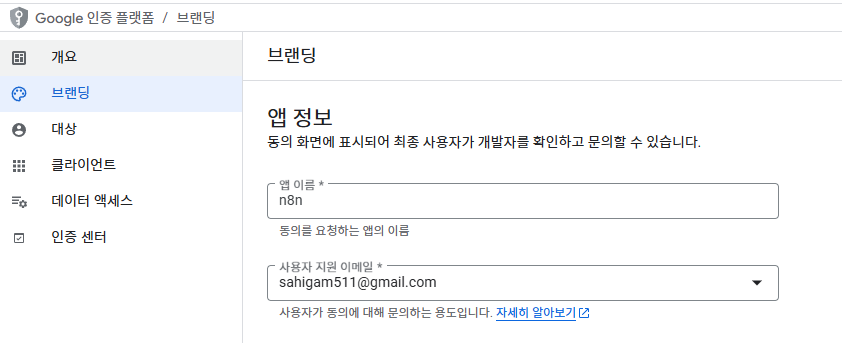 Google 인증 플랫폼 / 브랜딩
개요
브랜딩
대상
클라이언트
데이터 액세스
인증 센터
브랜딩
앱 정보
동의 화면에 표시되어 최종 사용자가 개발자를 확인하고 문의할 수 있습니다.
앱 이름 *
n8n
동의를 요청하는 앱의 이름
사용자 지원 이메일 *
sahigam511@gmail.com
사용자가 동의에 대해 문의하는 용도입니다. 자세히 알아보기